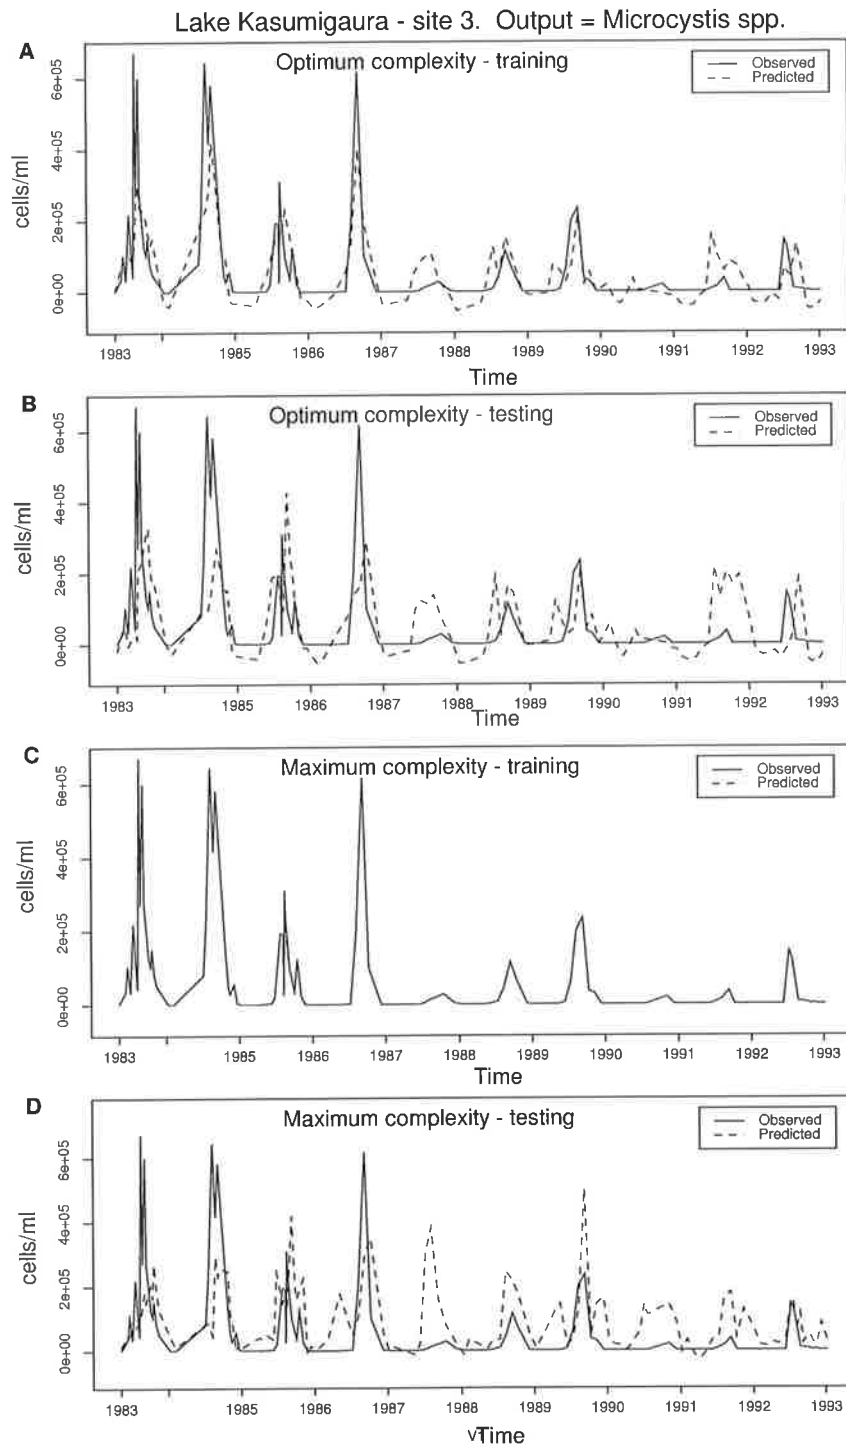 Lake Kasumigaura - site 3. Output = Microcystis spp.
A
Optimum complexity - training
Observed
Predicted
cells/ml
6e+05
4e+05
2e+05
0e+00
1983 1985 1986 1987 1988 1989 1990 1991 1992 1993
Time
B
Optimum complexity - testing
Observed
Predicted
cells/ml
6e+05
4e+05
2e+05
0e+00
1983 1985 1986 1987 1988 1989 1990 1991 1992 1993
Time
C
Maximum complexity - training
Observed
Predicted
cells/ml
6e+05
4e+05
2e+05
0e+00
1983 1985 1986 1987 1988 1989 1990 1991 1992 1993
Time
D
Maximum complexity - testing
Observed
Predicted
cells/ml
6e+05
4e+05
2e+05
0e+00
1983 1985 1986 1987 1988 1989 1990 1991 1992 1993
Time